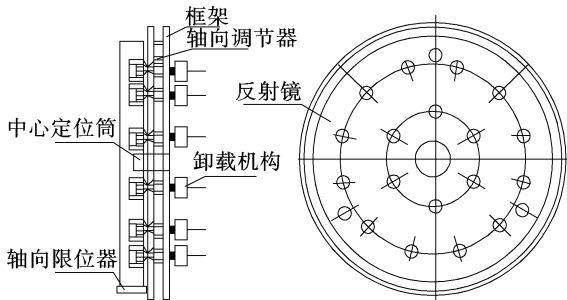 框架
轴向调节器
反射镜
中心定位筒
卸载机构
轴向限位器